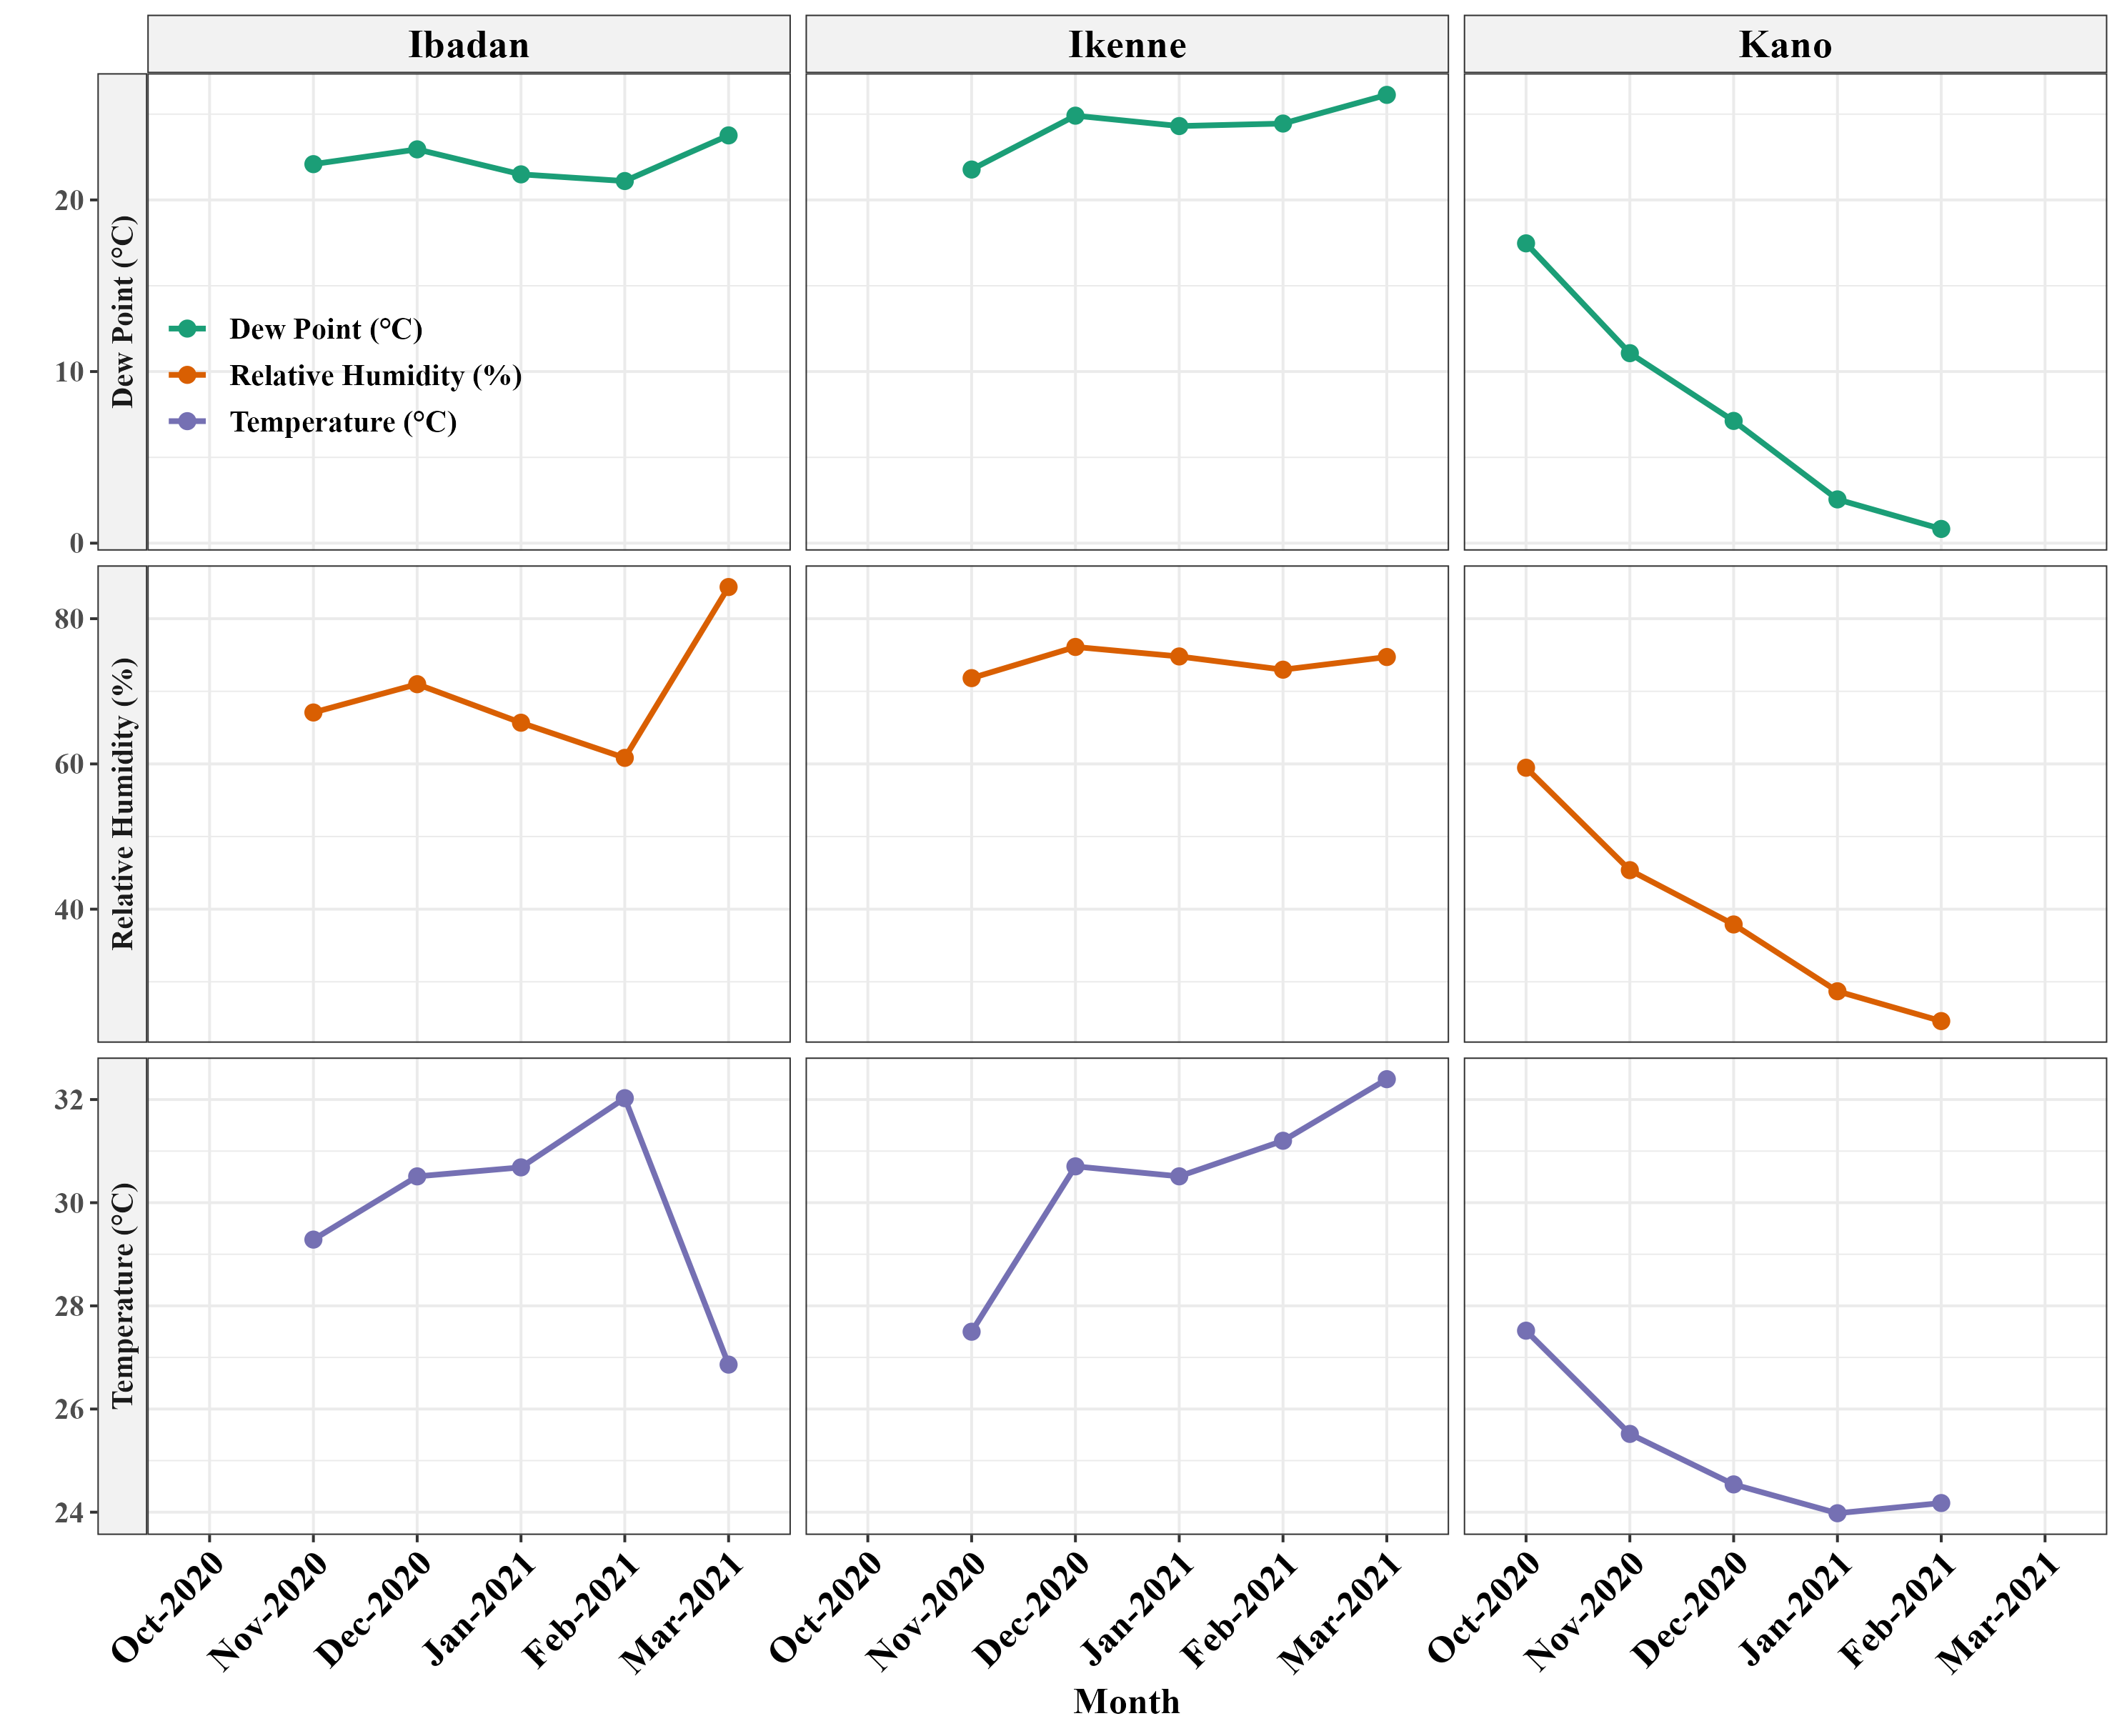 Ibadan Ikenne Kano
Dew Point (°C)
20
10
0
Dew Point (°C)
Relative Humidity (%)
Temperature (°C)
Relative Humidity (%)
80
60
40
Temperature (°C)
32
30
28
26
24
Oct-2020 Nov-2020 Dec-2020 Jan-2021 Feb-2021 Mar-2021 Oct-2020 Nov-2020 Dec-2020 Jan-2021 Feb-2021 Mar-2021 Oct-2020 Nov-2020 Dec-2020 Jan-2021 Feb-2021 Mar-2021
Month